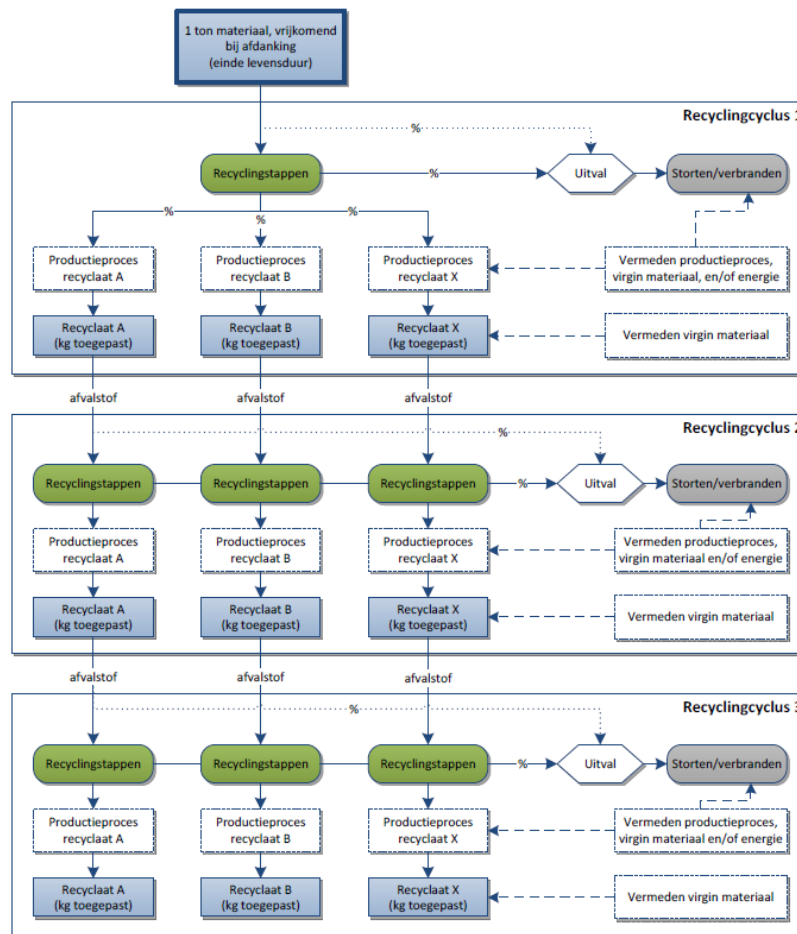 1 ton materiaal, vrijkomend
bij afdanking
(einde levensduur)
Recyclingcyclus 1
%
Recyclingstappen
%
Uitval
Storten/verbranden
%
%
%
Productieproces
recyclaat A
Productieproces
recyclaat B
Productieproces
recyclaat X
Vermeden productieproces,
virgin materiaal, en/of energie
Recyclaat A
(kg toegepast)
Recyclaat B
(kg toegepast)
Recyclaat X
(kg toegepast)
Vermeden virgin materiaal
afvalstof
afvalstof
afvalstof
Recyclingcyclus 2
%
Recyclingstappen
Recyclingstappen
Recyclingstappen
%
Uitval
Storten/verbranden
Productieproces
recyclaat A
Productieproces
recyclaat B
Productieproces
recyclaat X
Vermeden productieproces,
virgin materiaal en/of energie
Recyclaat A
(kg toegepast)
Recyclaat B
(kg toegepast)
Recyclaat X
(kg toegepast)
Vermeden virgin materiaal
afvalstof
afvalstof
afvalstof
Recyclingcyclus 3
%
Recyclingstappen
Recyclingstappen
Recyclingstappen
%
Uitval
Storten/verbranden
Productieproces
recyclaat A
Productieproces
recyclaat B
Productieproces
recyclaat X
Vermeden productieproces,
virgin materiaal en/of energie
Recyclaat A
(kg toegepast)
Recyclaat B
(kg toegepast)
Recyclaat X
(kg toegepast)
Vermeden virgin materiaal